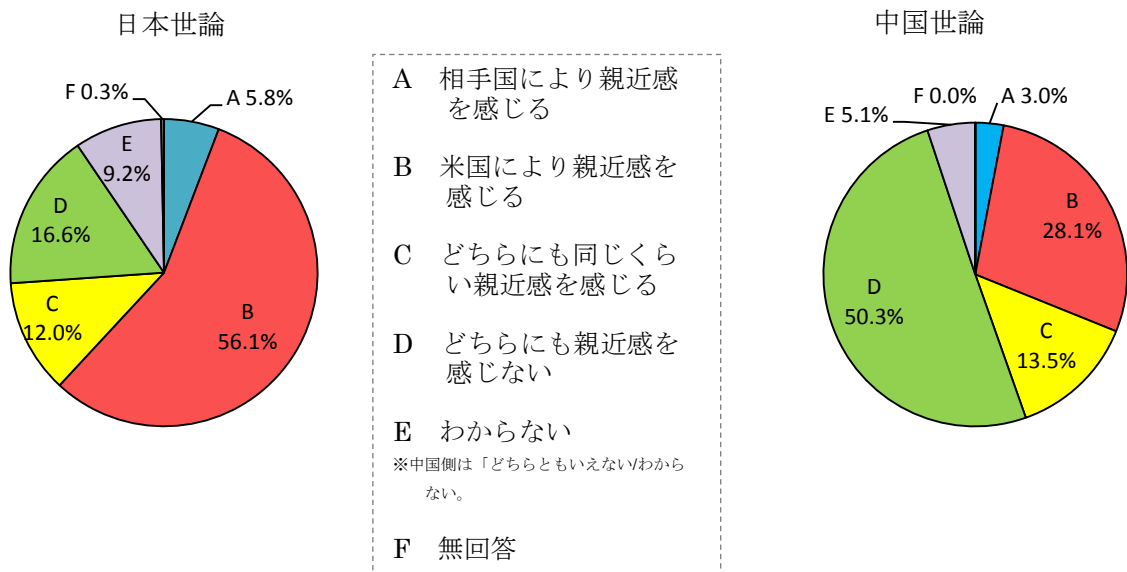 日本世論
F 0.3%
A 5.8%
E
9.2%
D
16.6%
C
12.0%
B
56.1%
A 相手国により親近感
を感じる
B 米国により親近感を
感じる
C どちらにも同じくら
い親近感を感じる
D どちらにも親近感を
感じない
E わからない
※中国側は「どちらともいえない/わから
ない。
F 無回答
中国世論
F 0.0%
A 3.0%
E 5.1%
B
28.1%
D
50.3%
C
13.5%